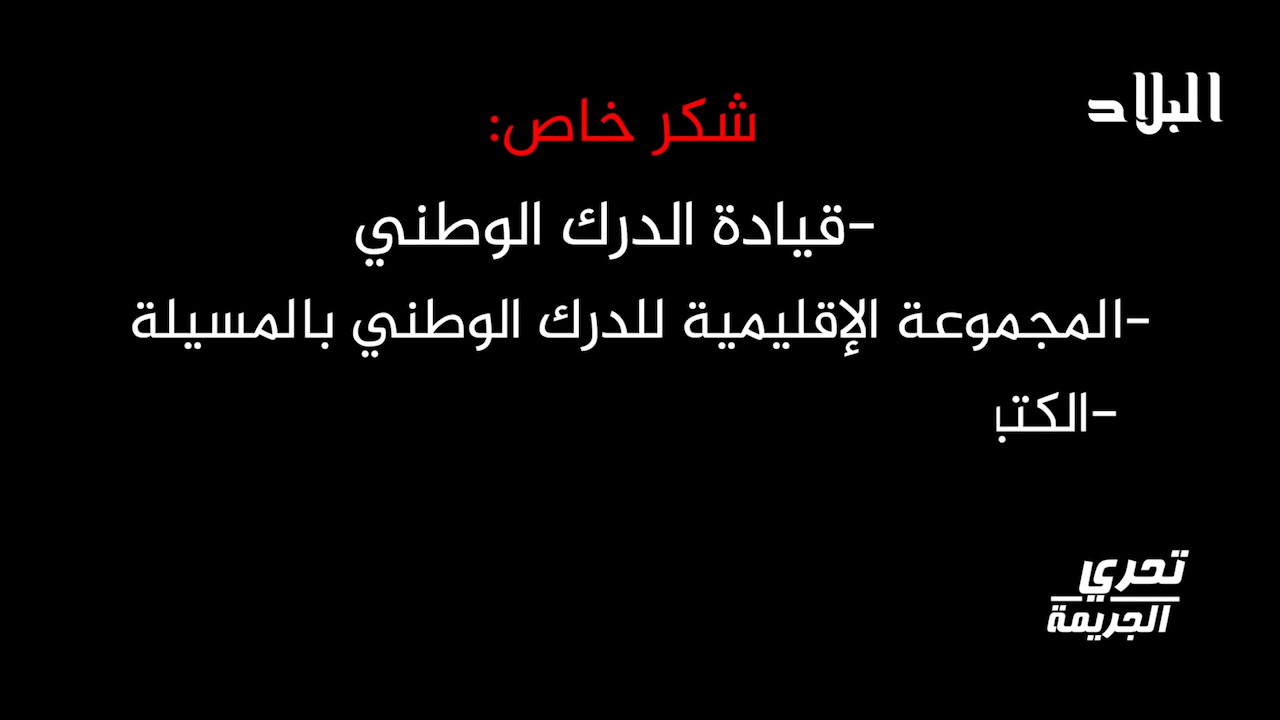 البلاد
شكر خاص:
-قيادة الدرك الوطني
-المجموعة الإقليمية للدرك الوطني بالمسيلة
-الكتب
تحري
الجريمة